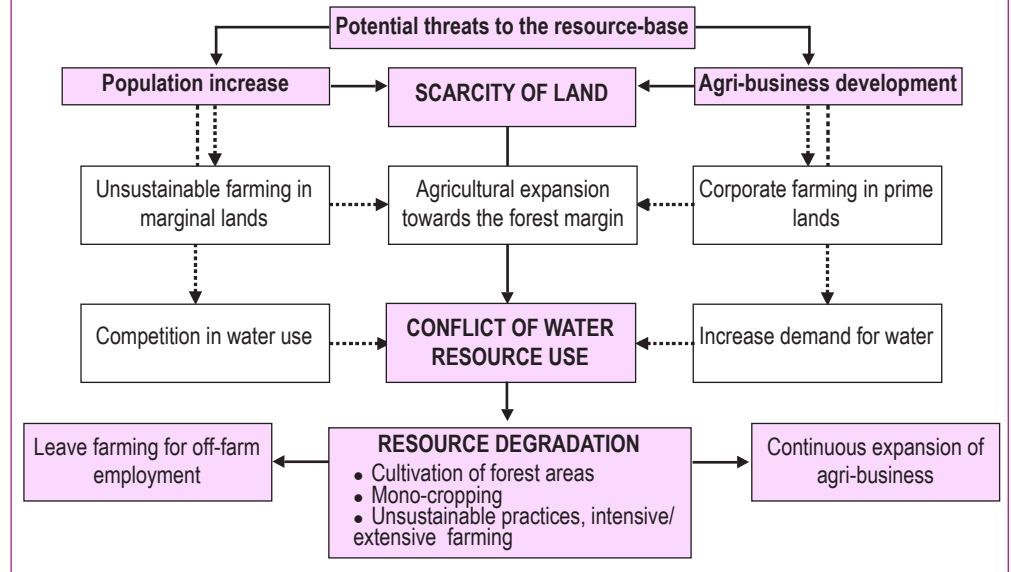 Potential threats to the resource-base
Population increase
SCARCITY OF LAND
Agri-business development
Unsustainable farming in
marginal lands
Agricultural expansion
towards the forest margin
Corporate farming in prime
lands
Competition in water use
CONFLICT OF WATER
RESOURCE USE
Increase demand for water
Leave farming for off-farm
employment
RESOURCE DEGRADATION
● Cultivation of forest areas
● Mono-cropping
● Unsustainable practices, intensive/
extensive farming
Continuous expansion of
agri-business